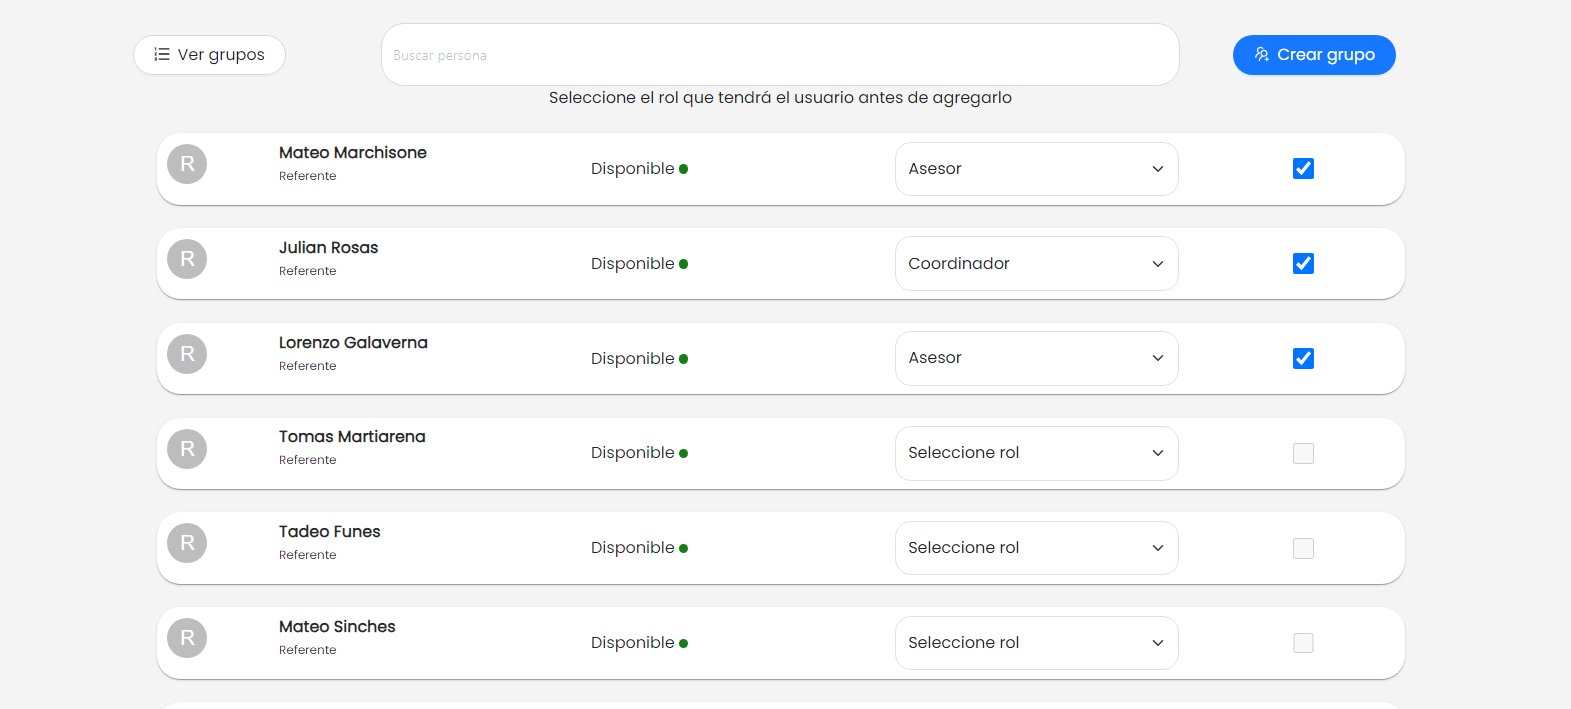 Ver grupos
Buscar persona
Crear grupo
Seleccione el rol que tendrá el usuario antes de agregarlo
R
Mateo Marchisone
Referente
Disponible
Asesor
R
Julian Rosas
Referente
Disponible
Coordinador
R
Lorenzo Galaverna
Referente
Disponible
Asesor
R
Tomas Martiarena
Referente
Disponible
Seleccione rol
R
Tadeo Funes
Referente
Disponible
Seleccione rol
R
Mateo Sinches
Referente
Disponible
Seleccione rol